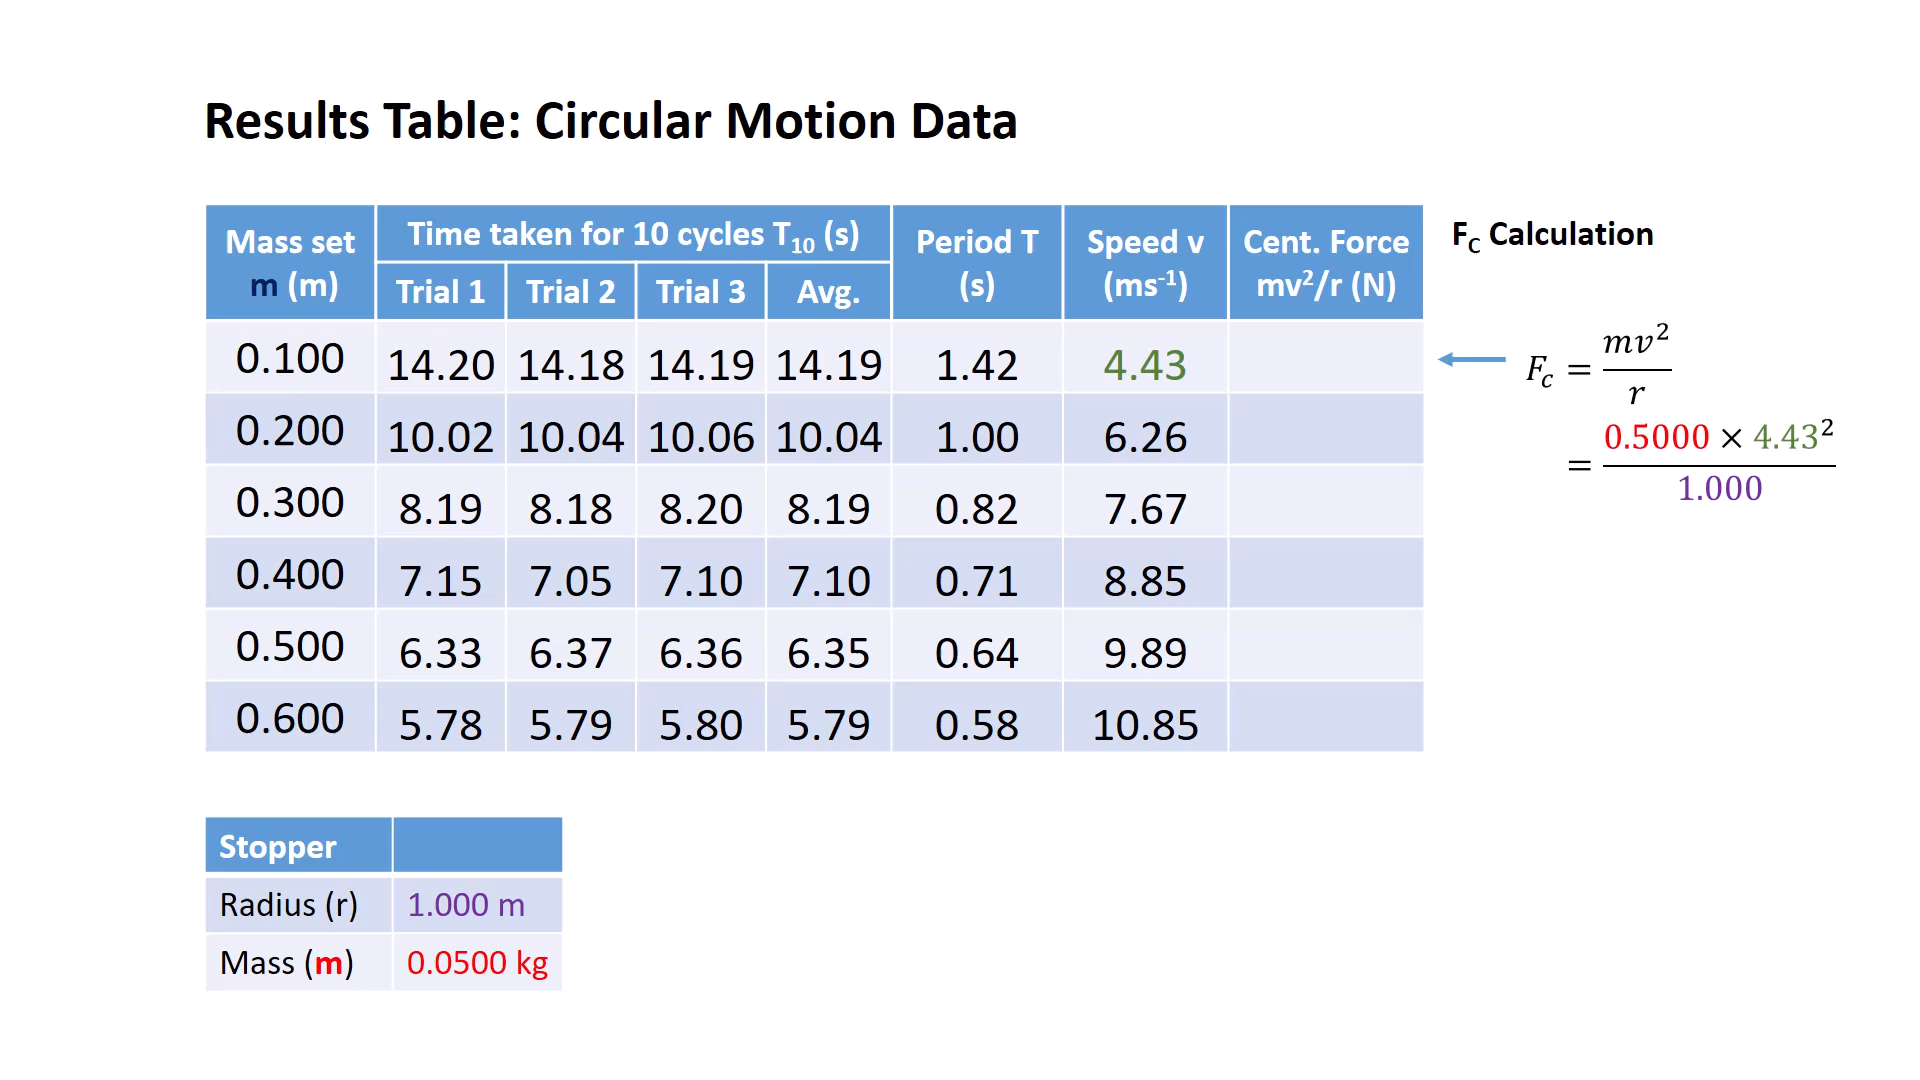 Results Table: Circular Motion Data
Mass set m (m) Time taken for 10 cycles T₁₀ (s) Period T (s) Speed v (ms⁻¹) Cent. Force mv²/r (N)
Trial 1 Trial 2 Trial 3 Avg.
0.100 14.20 14.18 14.19 14.19 1.42 4.43
0.200 10.02 10.04 10.06 10.04 1.00 6.26
0.300 8.19 8.18 8.20 8.19 0.82 7.67
0.400 7.15 7.05 7.10 7.10 0.71 8.85
0.500 6.33 6.37 6.36 6.35 0.64 9.89
0.600 5.78 5.79 5.80 5.79 0.58 10.85
F_C Calculation
F_c = mv²/r
= 0.5000 × 4.43²/1.000
Stopper
Radius (r) 1.000 m
Mass (m) 0.0500 kg